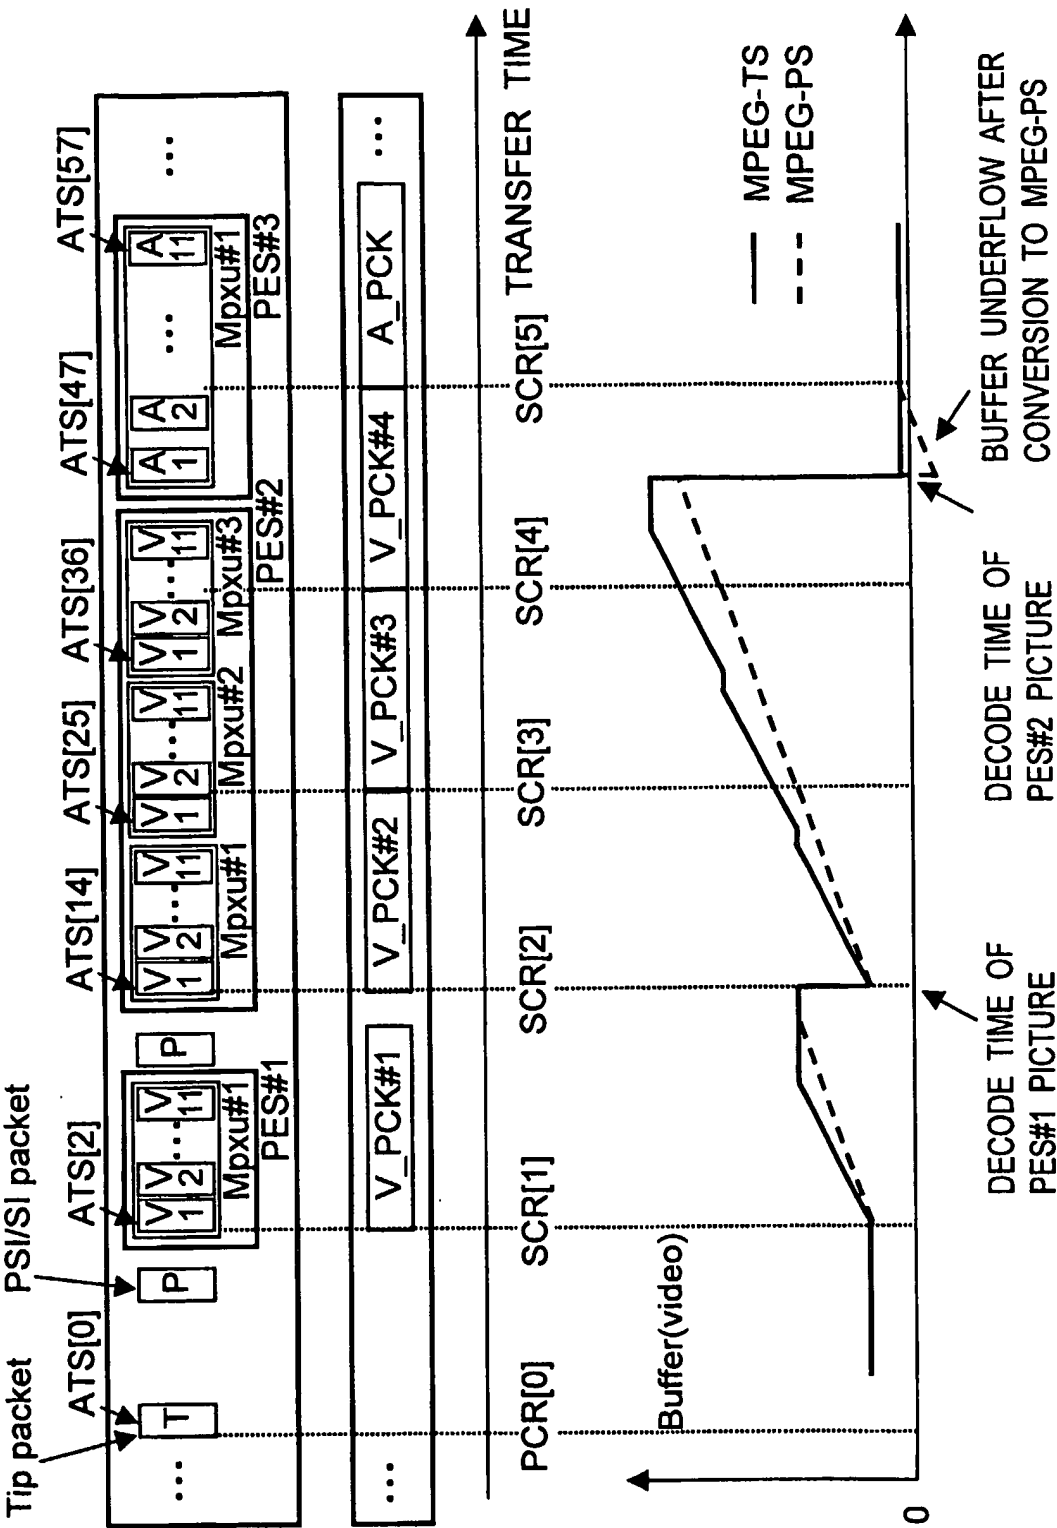 Tip packet
PSI/SI packet
ATS[0]
ATS[2]
ATS[14]
ATS[25]
ATS[36]
ATS[47]
ATS[57]
...
T
P
V 1
V 2
...
V 11
Mpxu#1
PES#1
P
V 1
V 2
...
V 11
Mpxu#1
V 1
V 2
...
V 11
Mpxu#2
V 1
V 2
...
V 11
Mpxu#3
PES#2
A 1
A 2
...
A 11
Mpxu#1
PES#3
...
...
V_PCK#1
V_PCK#2
V_PCK#3
V_PCK#4
A_PCK
...
TRANSFER TIME
PCR[0]
SCR[1]
SCR[2]
SCR[3]
SCR[4]
SCR[5]
Buffer(video)
MPEG-TS
MPEG-PS
0
DECODE TIME OF
PES#1 PICTURE
DECODE TIME OF
PES#2 PICTURE
BUFFER UNDERFLOW AFTER
CONVERSION TO MPEG-PS